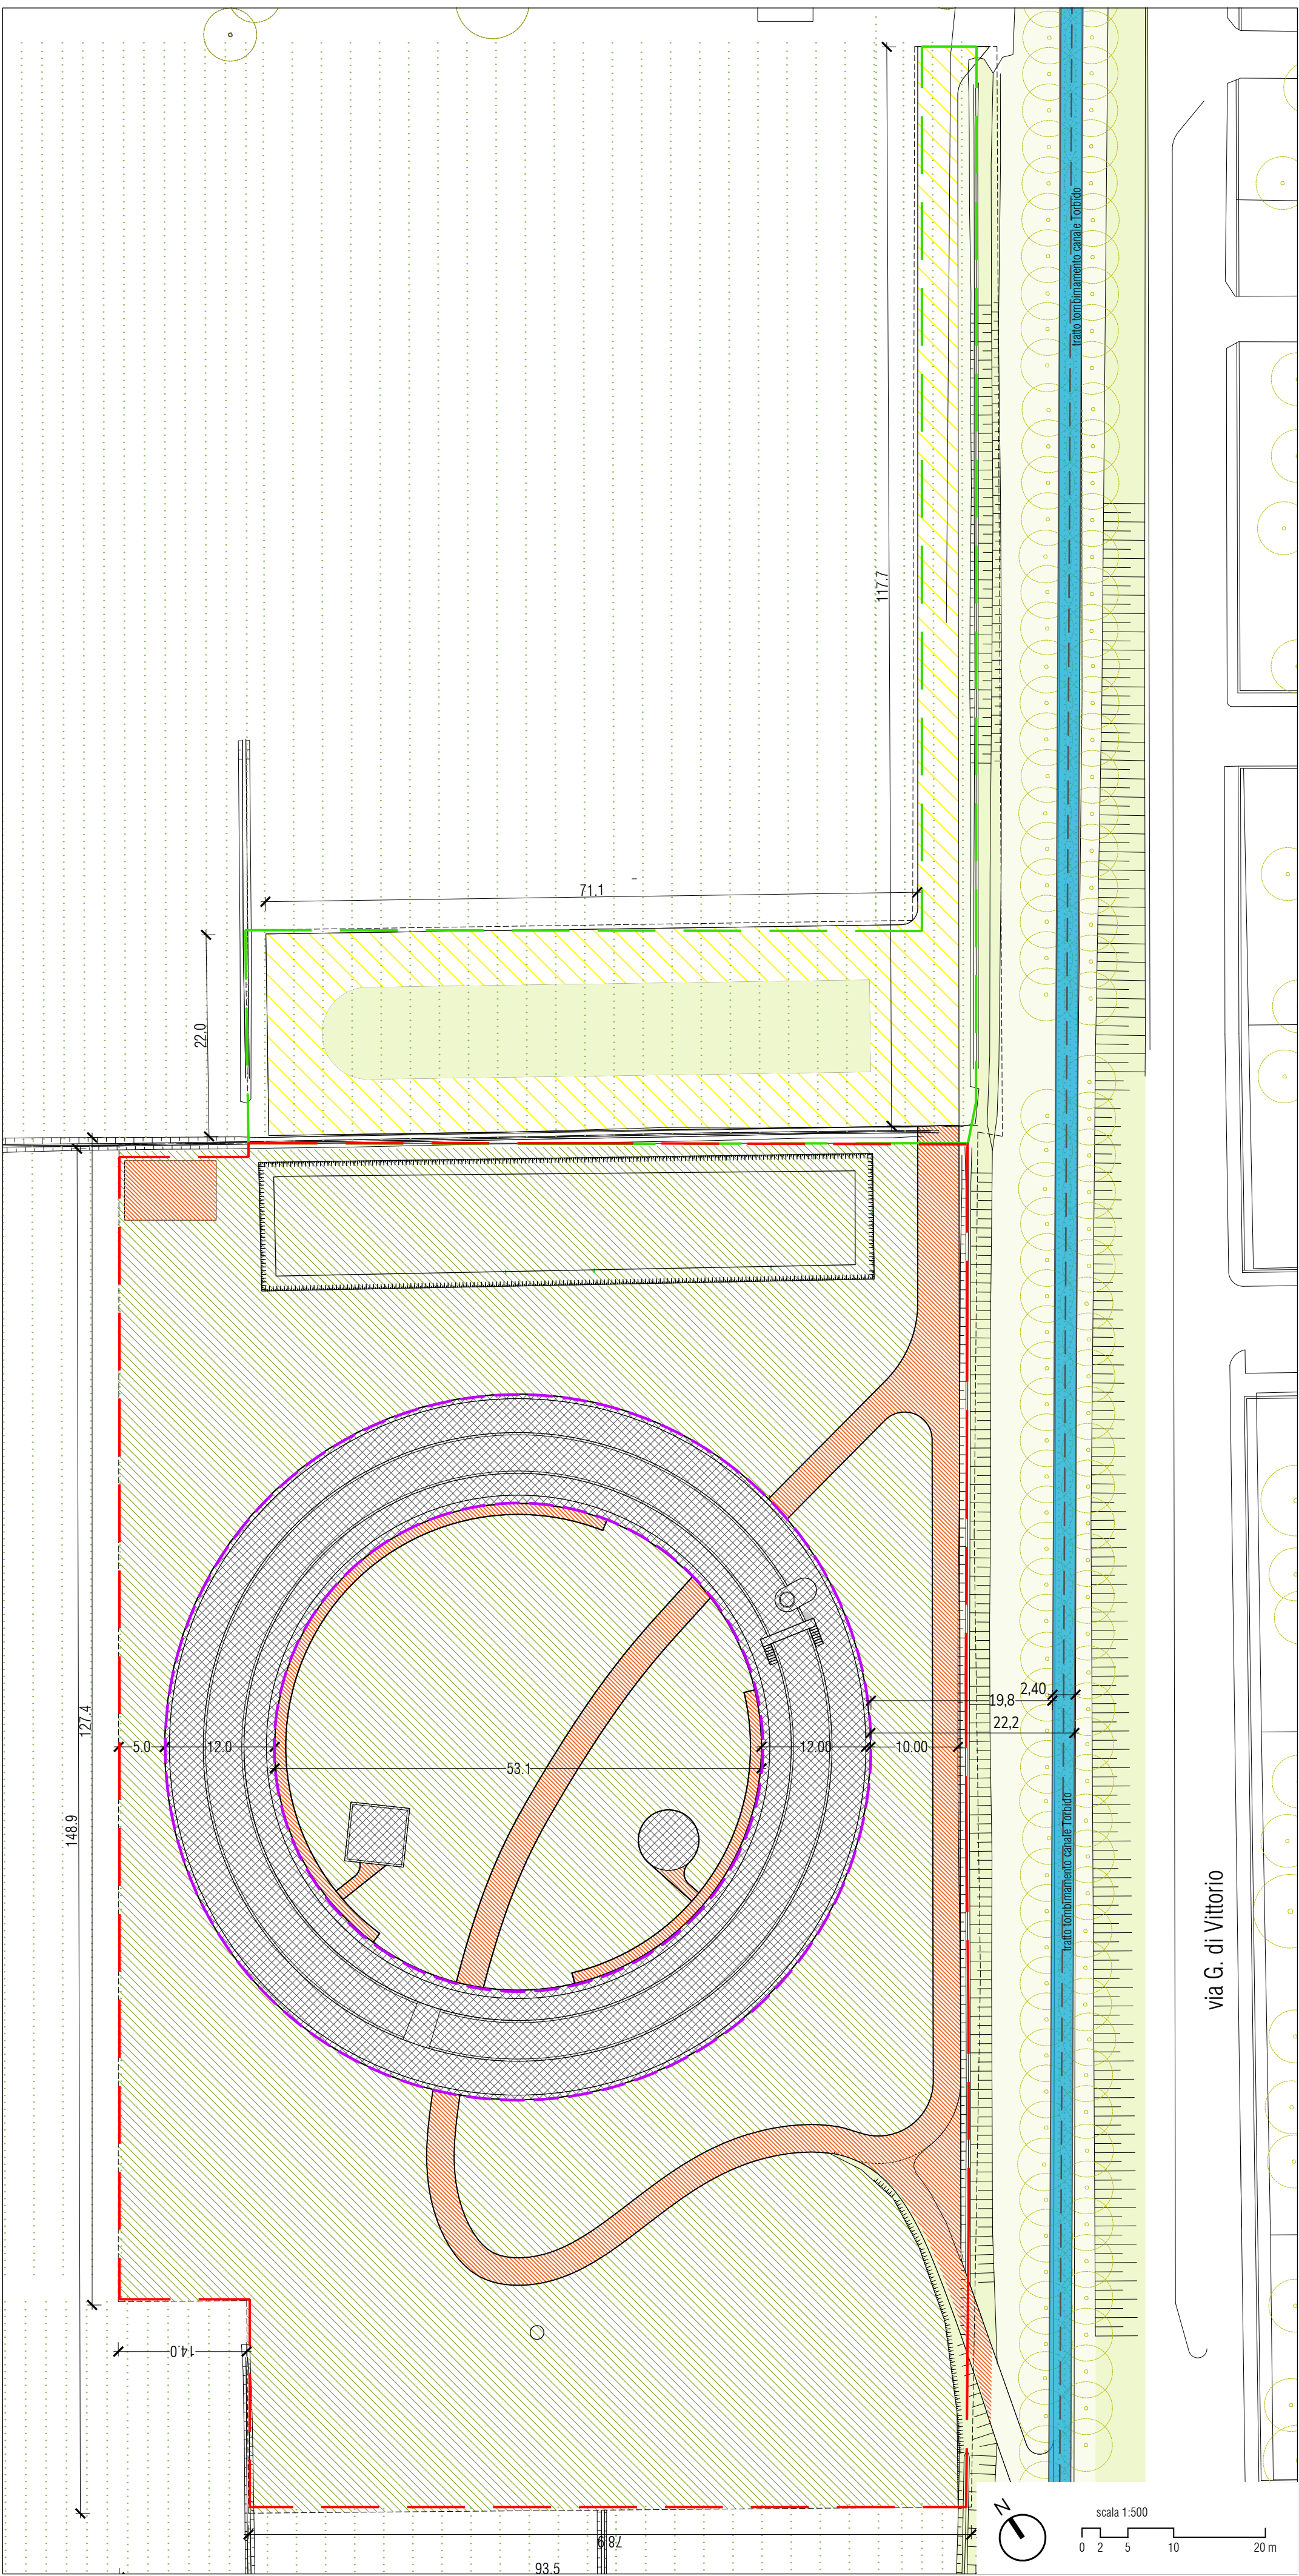 tratto tombimamento canale Torbido
117.7
71.1
22.0
2,40
19,8
22,2
127.4
5.0
12.0
12.00
10.00
53.1
148.9
tratto tombimamento canale Torbido
via G. di Vittorio
14.0
N
scala 1:500
0 2 5 10 20 m
78.9
93.5